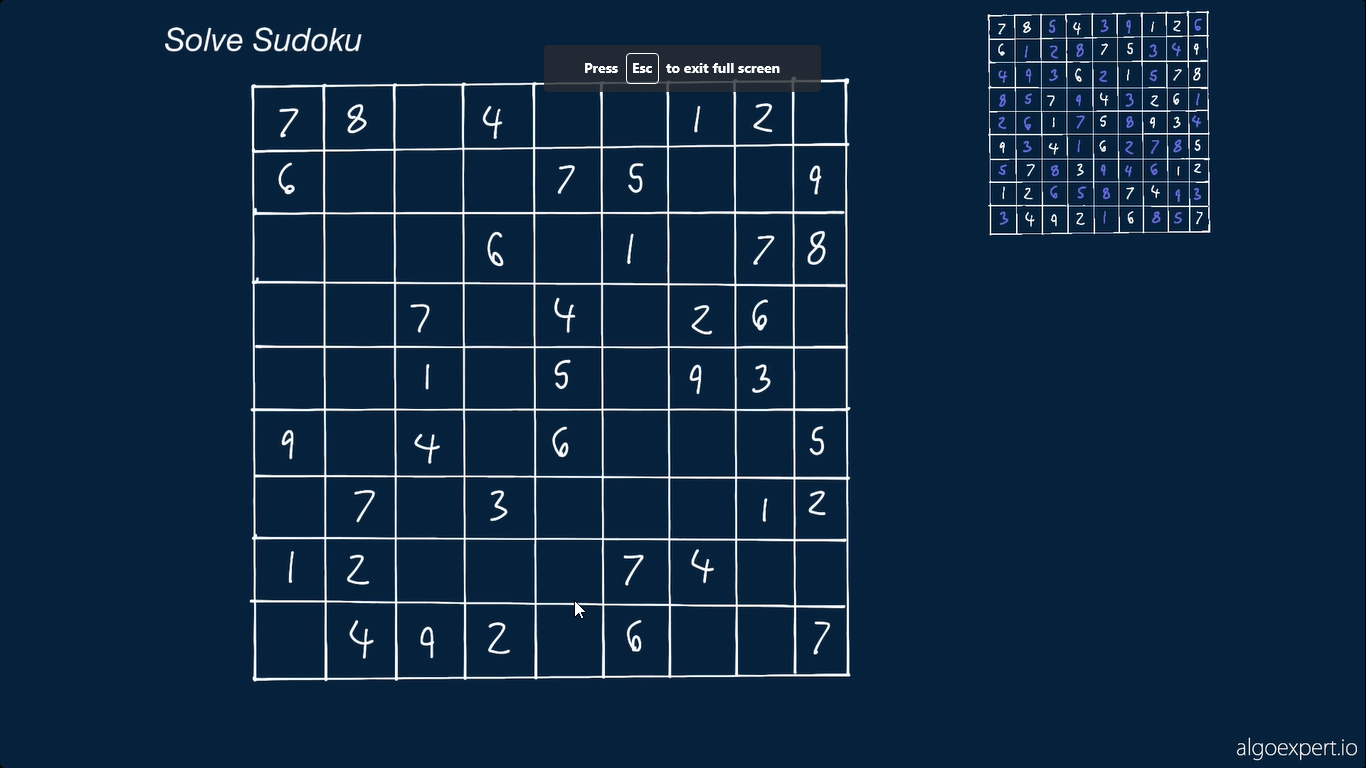 Solve Sudoku
Press Esc to exit full screen
7 8 4 1 2
6 7 5 9
6 1 7 8
7 4 2 6
1 5 9 3
9 4 6 5
7 3 1 2
1 2 7 4
4 9 2 6 7
7 8 5 4 3 9 1 2 6
6 1 2 8 7 5 3 4 9
4 9 3 6 2 1 5 7 8
8 5 7 9 4 3 2 6 1
2 6 1 7 5 8 9 3 4
9 3 4 1 6 2 7 8 5
5 7 8 3 9 4 6 1 2
1 2 6 5 8 7 4 9 3
3 4 9 2 1 6 8 5 7
algoexpert.io